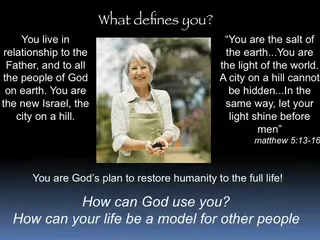 What defines you?
You live in
relationship to the
Father, and to all
the people of God
on earth. You are
the new Israel, the
city on a hill.
“You are the salt of
the earth...You are
the light of the world.
A city on a hill cannot
be hidden...In the
same way, let your
light shine before
men”
matthew 5:13-16
You are God’s plan to restore humanity to the full life!
How can God use you?
How can your life be a model for other people